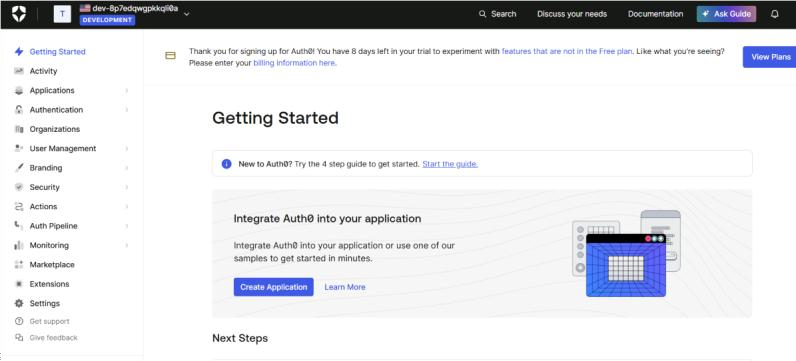 T
dev-8p7edqwgpkkqli0a
DEVELOPMENT
Search
Discuss your needs
Documentation
Ask Guide
Getting Started
Activity
Applications
Authentication
Organizations
User Management
Branding
Security
Actions
Auth Pipeline
Monitoring
Marketplace
Extensions
Settings
Get support
Give feedback
Thank you for signing up for Auth0! You have 8 days left in your trial to experiment with features that are not in the Free plan. Like what you're seeing?
Please enter your billing information here.
View Plans
Getting Started
New to Auth0? Try the 4 step guide to get started. Start the guide.
Integrate Auth0 into your application
Integrate Auth0 into your application or use one of our
samples to get started in minutes.
Create Application
Learn More
Next Steps